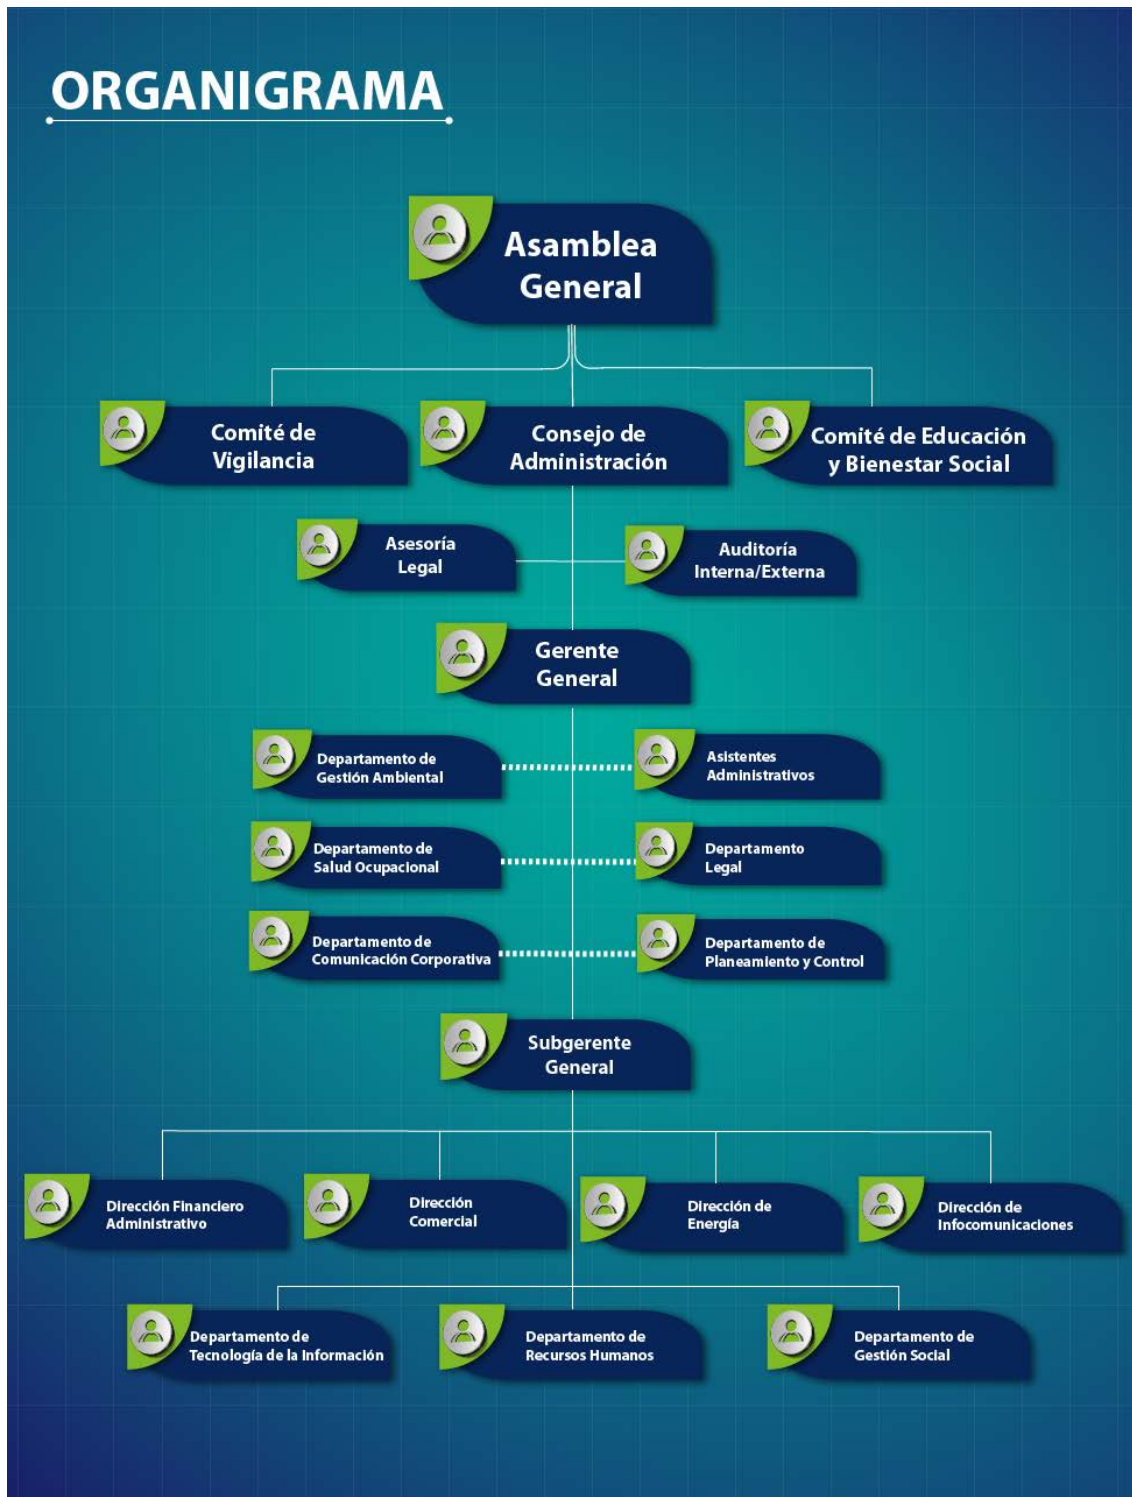 ORGANIGRAMA
Asamblea
General
Comité de
Vigilancia
Consejo de
Administración
Comité de Educación
y Bienestar Social
Asesoría
Legal
Auditoría
Interna/Externa
Gerente
General
Departamento de
Gestión Ambiental
Asistentes
Administrativos
Departamento de
Salud Ocupacional
Departamento
Legal
Departamento de
Comunicación Corporativa
Departamento de
Planeamiento y Control
Subgerente
General
Dirección Financiero
Administrativo
Dirección
Comercial
Dirección de
Energía
Dirección de
Infocomunicaciones
Departamento de
Tecnología de la Información
Departamento de
Recursos Humanos
Departamento de
Gestión Social